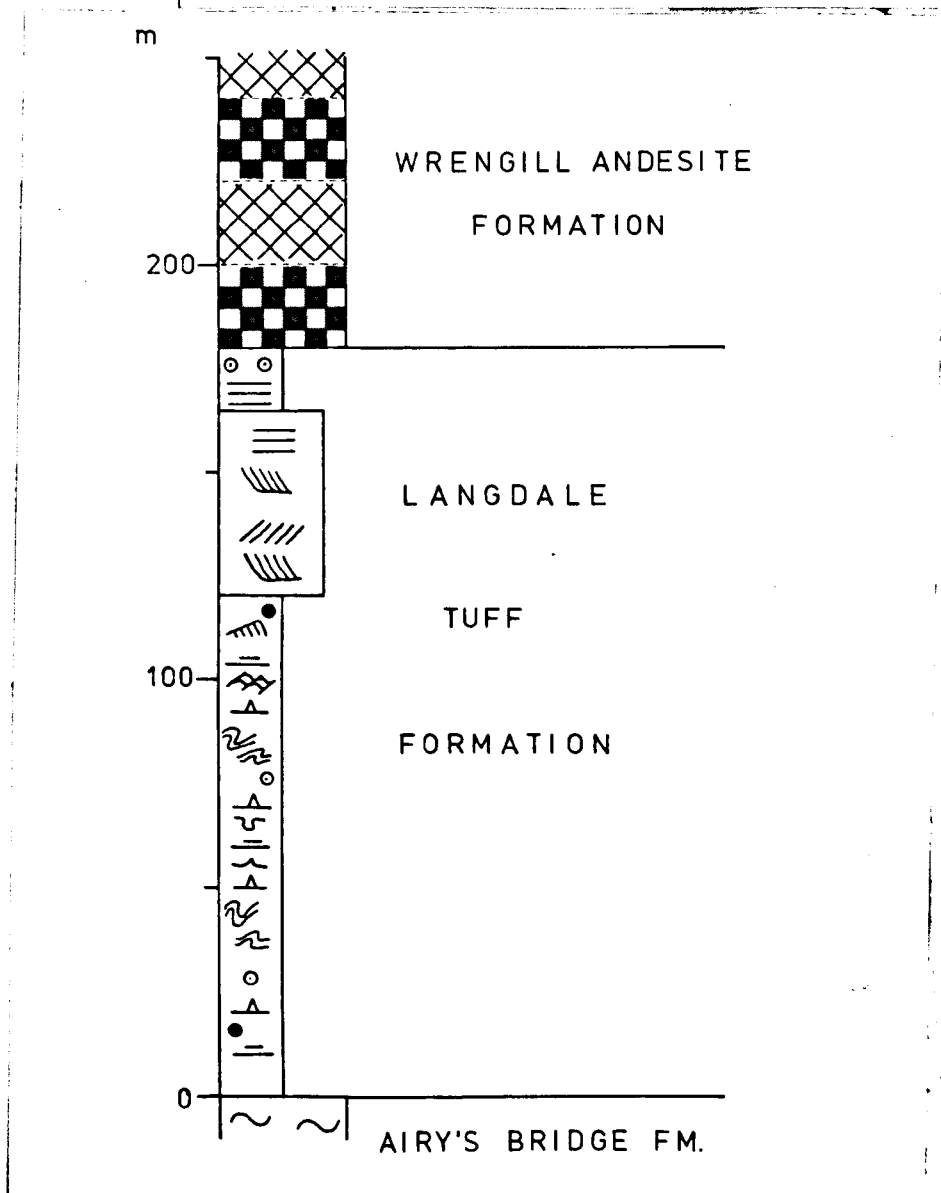 m
WRENGILL ANDESITE
FORMATION
200
LANGDALE
TUFF
100
FORMATION
0
AIRY'S BRIDGE FM.